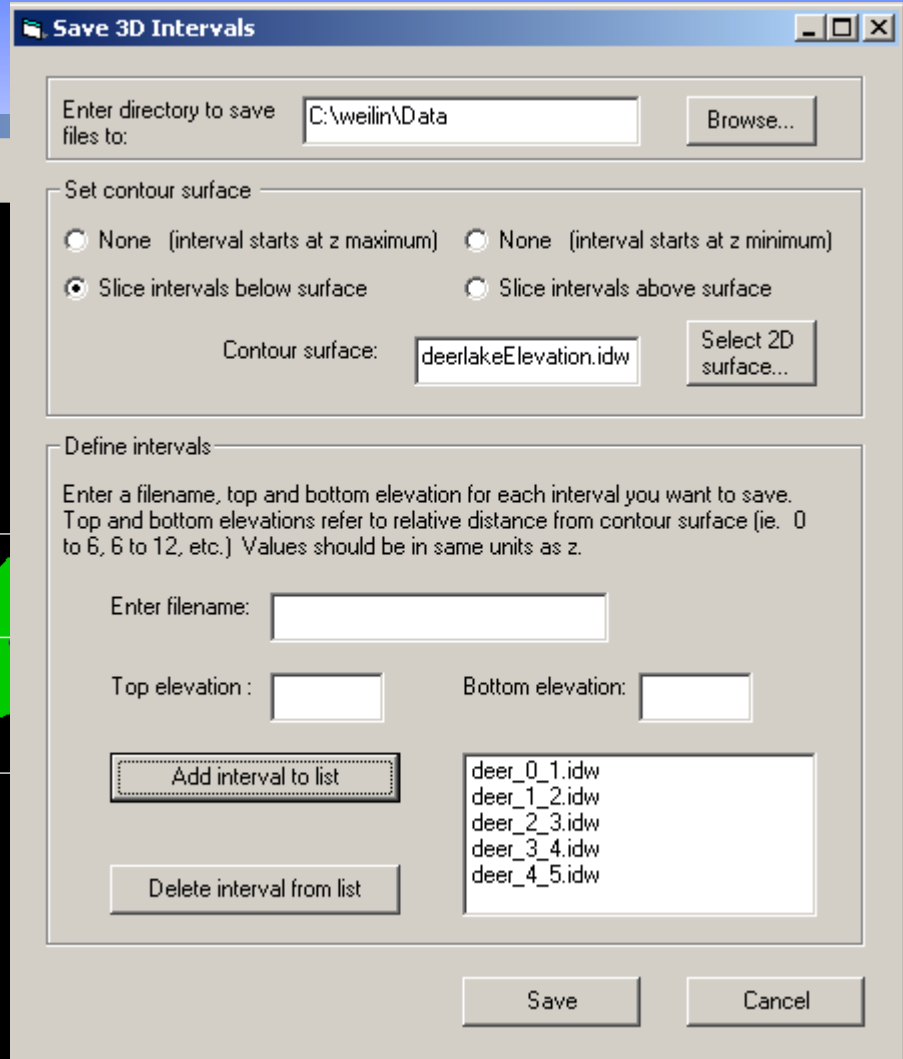 Save 3D Intervals
Enter directory to save
files to:
C:\weilin\Data
Browse...
Set contour surface
None (interval starts at z maximum)
None (interval starts at z minimum)
Slice intervals below surface
Slice intervals above surface
Contour surface:
deerlakeElevation.idw
Select 2D
surface...
Define intervals
Enter a filename, top and bottom elevation for each interval you want to save.
Top and bottom elevations refer to relative distance from contour surface (ie. 0
to 6, 6 to 12, etc.) Values should be in same units as z.
Enter filename:
Top elevation :
Bottom elevation:
Add interval to list
deer_0_1.idw
deer_1_2.idw
deer_2_3.idw
deer_3_4.idw
deer_4_5.idw
Delete interval from list
Save
Cancel